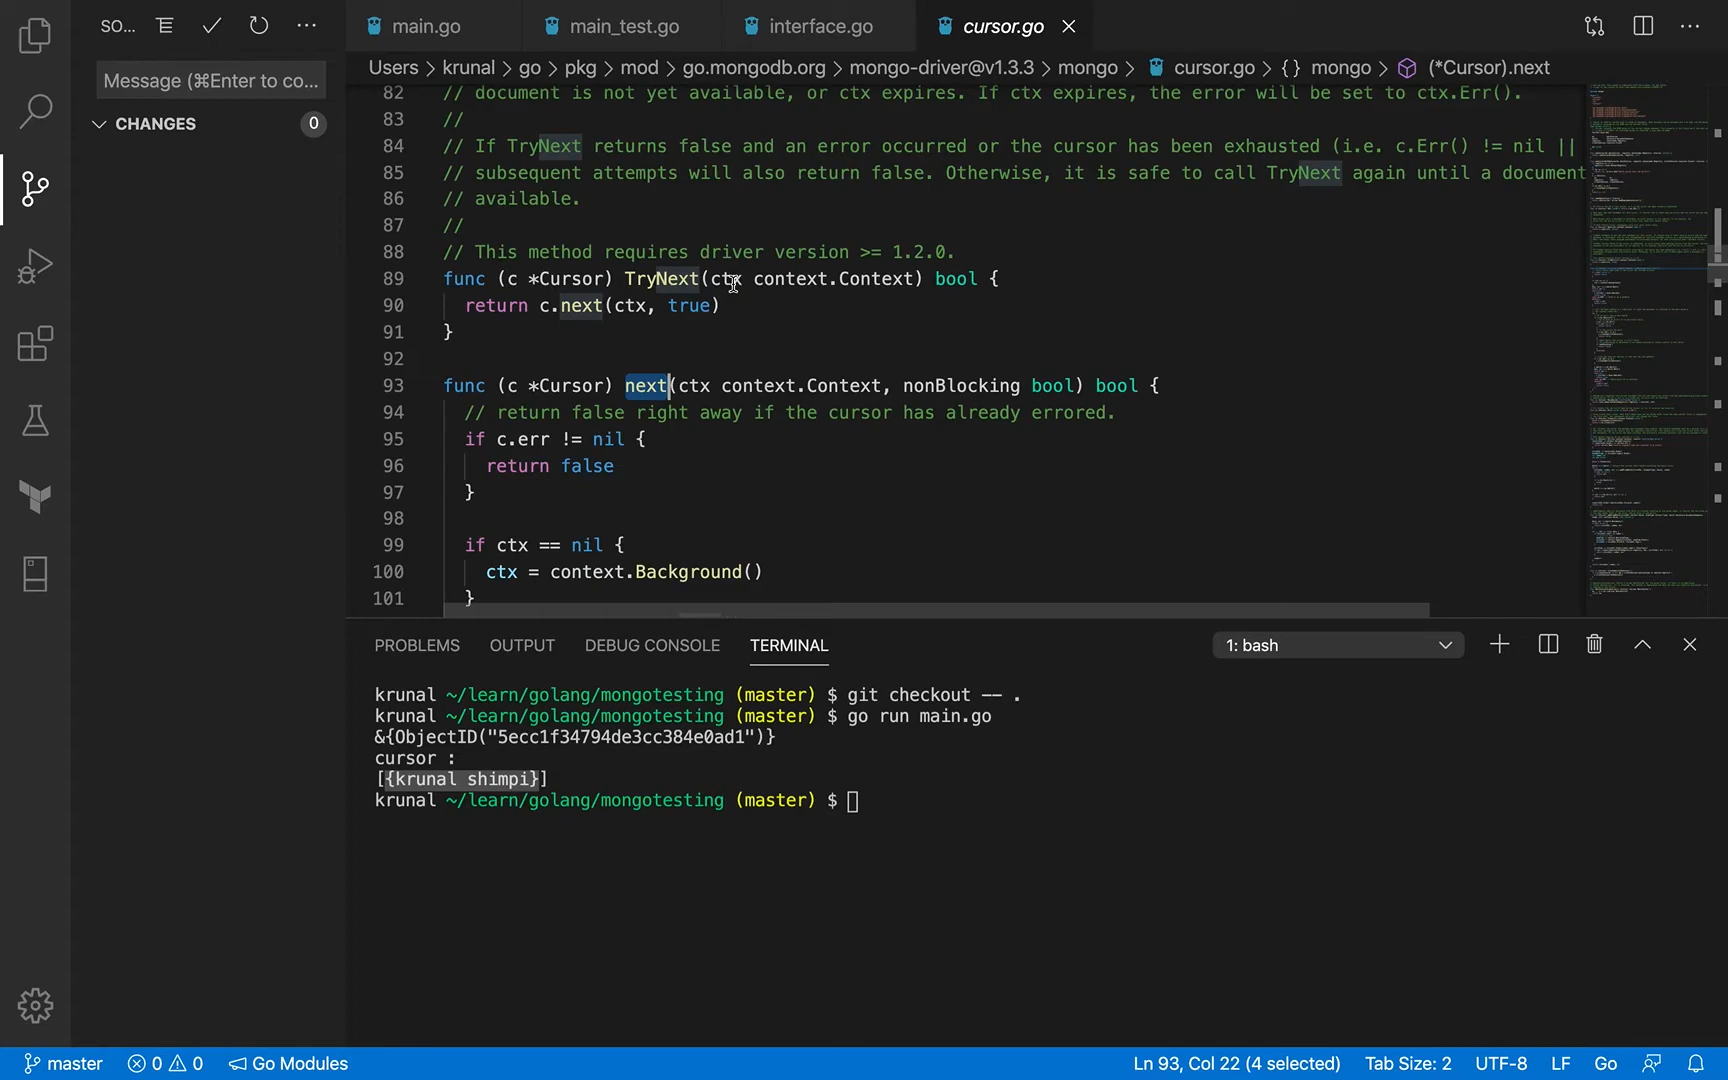 SO...
main.go
main_test.go
interface.go
cursor.go
Message (⌘Enter to co...
Users > krunal > go > pkg > mod > go.mongodb.org > mongo-driver@v1.3.3 > mongo > cursor.go > {} mongo > (*Cursor).next
CHANGES 0
82 // document is not yet available, or ctx expires. If ctx expires, the error will be set to ctx.Err().
83 //
84 // If TryNext returns false and an error occurred or the cursor has been exhausted (i.e. c.Err() != nil ||
85 // subsequent attempts will also return false. Otherwise, it is safe to call TryNext again until a document
86 // available.
87 //
88 // This method requires driver version >= 1.2.0.
89 func (c *Cursor) TryNext(ctx context.Context) bool {
90 return c.next(ctx, true)
91 }
92
93 func (c *Cursor) next(ctx context.Context, nonBlocking bool) bool {
94 // return false right away if the cursor has already errored.
95 if c.err != nil {
96 return false
97 }
98
99 if ctx == nil {
100 ctx = context.Background()
101 }
PROBLEMS OUTPUT DEBUG CONSOLE TERMINAL 1: bash
krunal ~/learn/golang/mongotesting (master) $ git checkout -- .
krunal ~/learn/golang/mongotesting (master) $ go run main.go
&{ObjectID("5ecc1f34794de3cc384e0ad1")}
cursor :
[{krunal shimpi}]
krunal ~/learn/golang/mongotesting (master) $
master 0 0 Go Modules Ln 93, Col 22 (4 selected) Tab Size: 2 UTF-8 LF Go